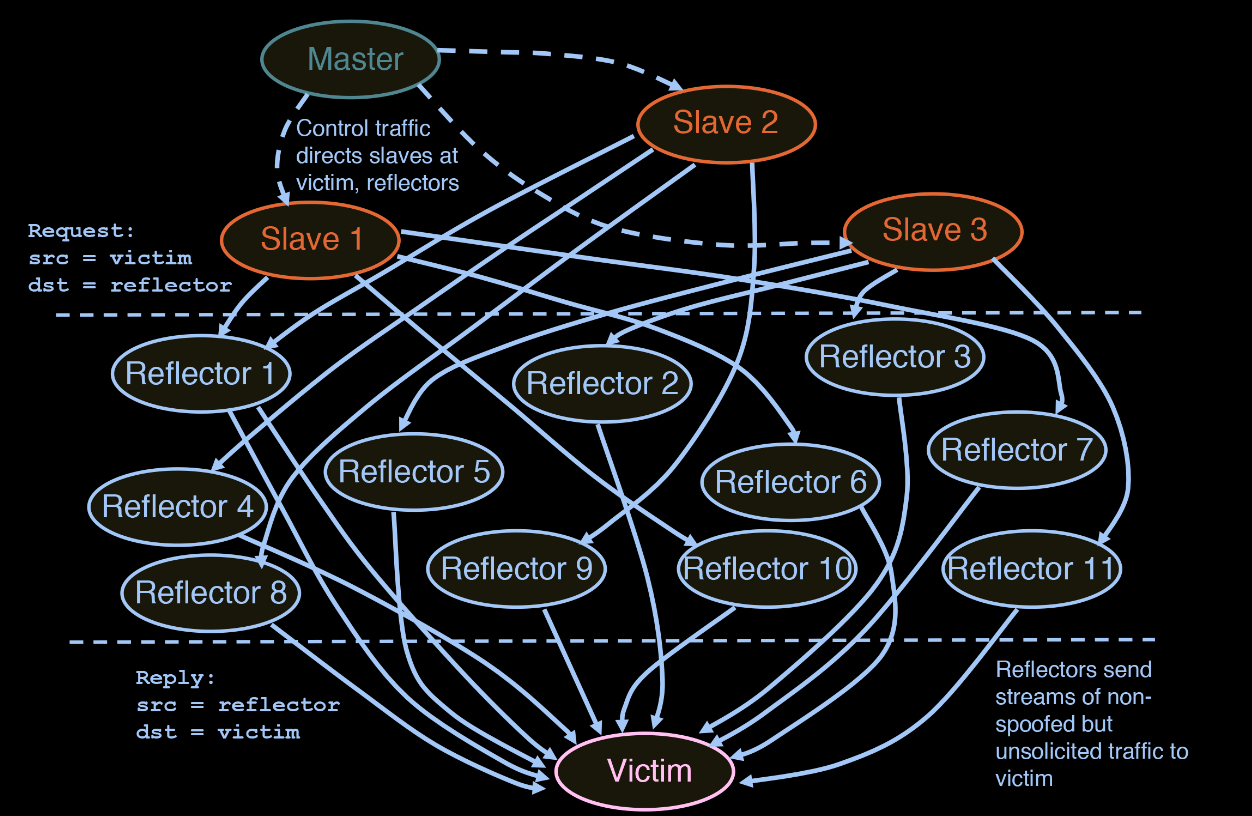 Master
Slave 2
Control traffic
directs slaves at
victim, reflectors
Slave 1
Slave 3
Request:
src = victim
dst = reflector
Reflector 1
Reflector 2
Reflector 3
Reflector 4
Reflector 5
Reflector 6
Reflector 7
Reflector 8
Reflector 9
Reflector 10
Reflector 11
Reply:
src = reflector
dst = victim
Reflectors send
streams of non-
spoofed but
unsolicited traffic to
victim
Victim